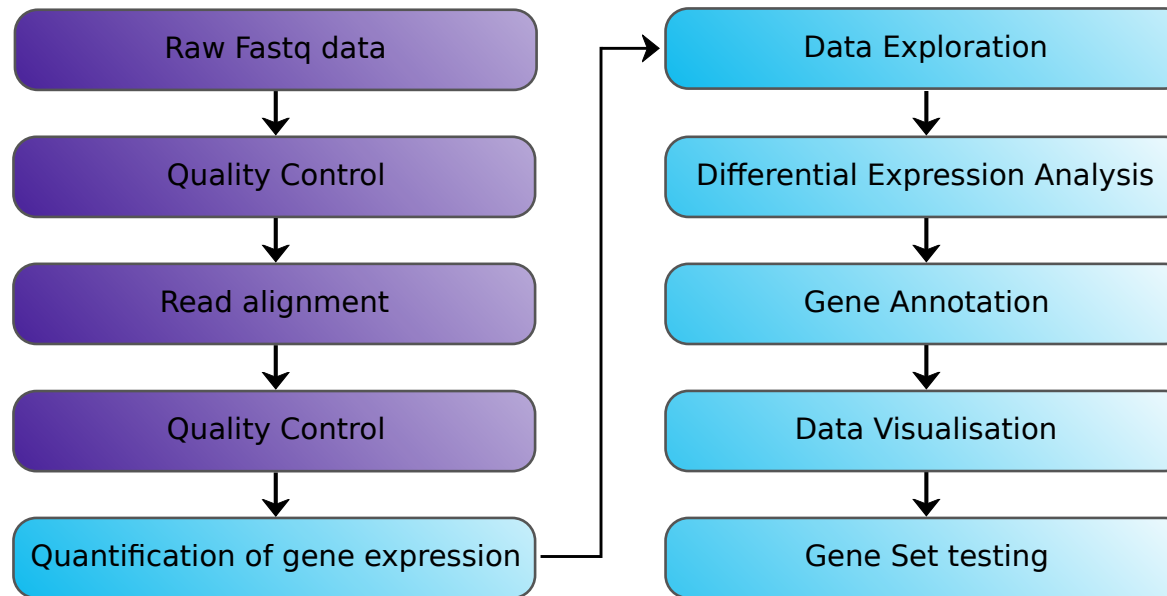 Raw Fastq data
Quality Control
Read alignment
Quality Control
Quantification of gene expression
Data Exploration
Differential Expression Analysis
Gene Annotation
Data Visualisation
Gene Set testing